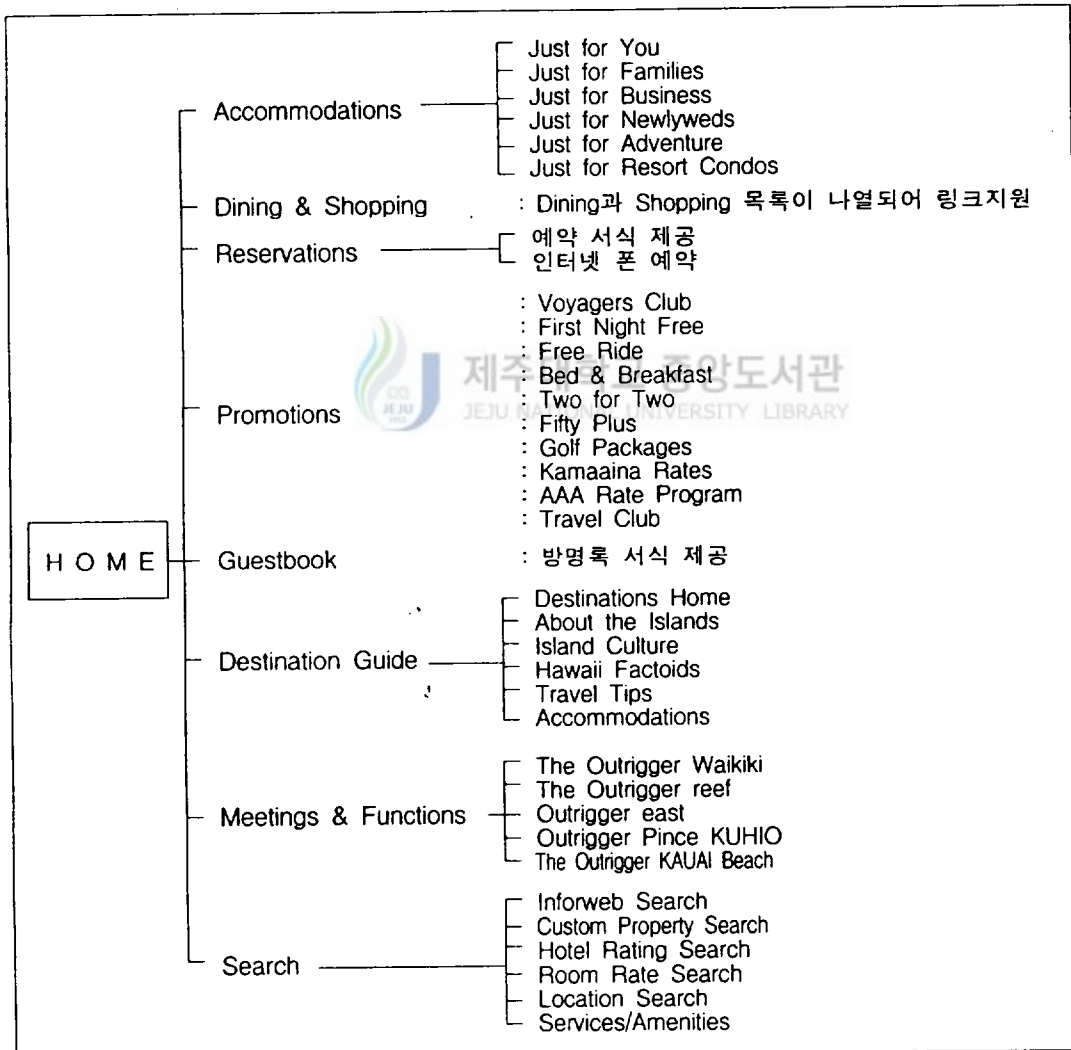 Accommodations
Just for You
Just for Families
Just for Business
Just for Newlyweds
Just for Adventure
Just for Resort Condos
Dining & Shopping : Dining과 Shopping 목록이 나열되어 링크지원
Reservations
예약 서식 제공
인터넷 폰 예약
Promotions
: Voyagers Club
: First Night Free
: Free Ride
: Bed & Breakfast
: Two for Two
: Fifty Plus
: Golf Packages
: Kamaaina Rates
: AAA Rate Program
: Travel Club
제주대학교 중앙도서관
JEJU NATIONAL UNIVERSITY LIBRARY
JEJU
1952
HOME
Guestbook : 방명록 서식 제공
Destination Guide
Destinations Home
About the Islands
Island Culture
Hawaii Factoids
Travel Tips
Accommodations
Meetings & Functions
The Outrigger Waikiki
The Outrigger reef
Outrigger east
Outrigger Pince KUHIO
The Outrigger KAUAI Beach
Search
Inforweb Search
Custom Property Search
Hotel Rating Search
Room Rate Search
Location Search
Services/Amenities